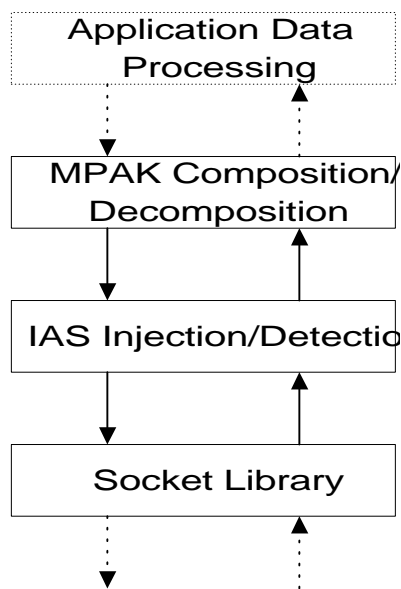 Application Data
Processing
MPAK Composition/
Decomposition
IAS Injection/Detectio
Socket Library